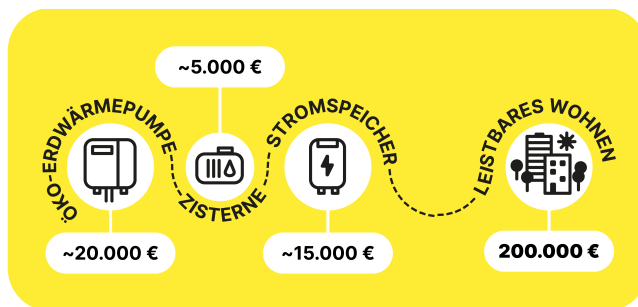 ÖKO-ERDWÄRMEPUMPE
~20.000 €
~5.000 €
ZISTERNE
STROMSPEICHER
~15.000 €
LEISTBARES WOHNEN
200.000 €